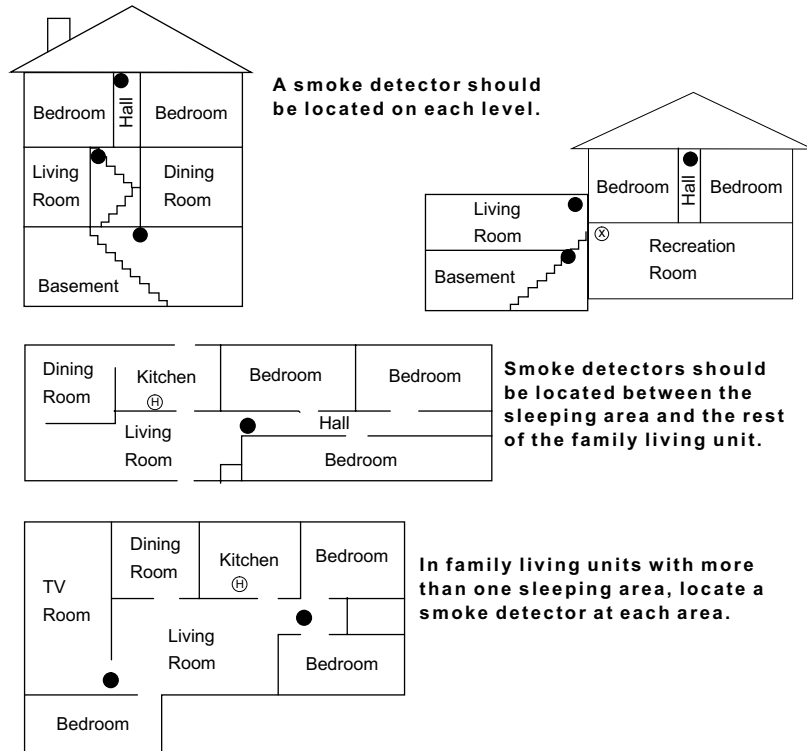 A smoke detector should
be located on each level.
Bedroom
Hall
Bedroom
Living
Room
Dining
Room
Basement
Bedroom
Hall
Bedroom
Living
Room
X
Recreation
Room
Basement
Dining
Room
Kitchen
H
Bedroom
Bedroom
Living
Room
Hall
Bedroom
Smoke detectors should
be located between the
sleeping area and the rest
of the family living unit.
TV
Room
Dining
Room
Kitchen
H
Bedroom
Living
Room
Bedroom
Bedroom
In family living units with more
than one sleeping area, locate a
smoke detector at each area.